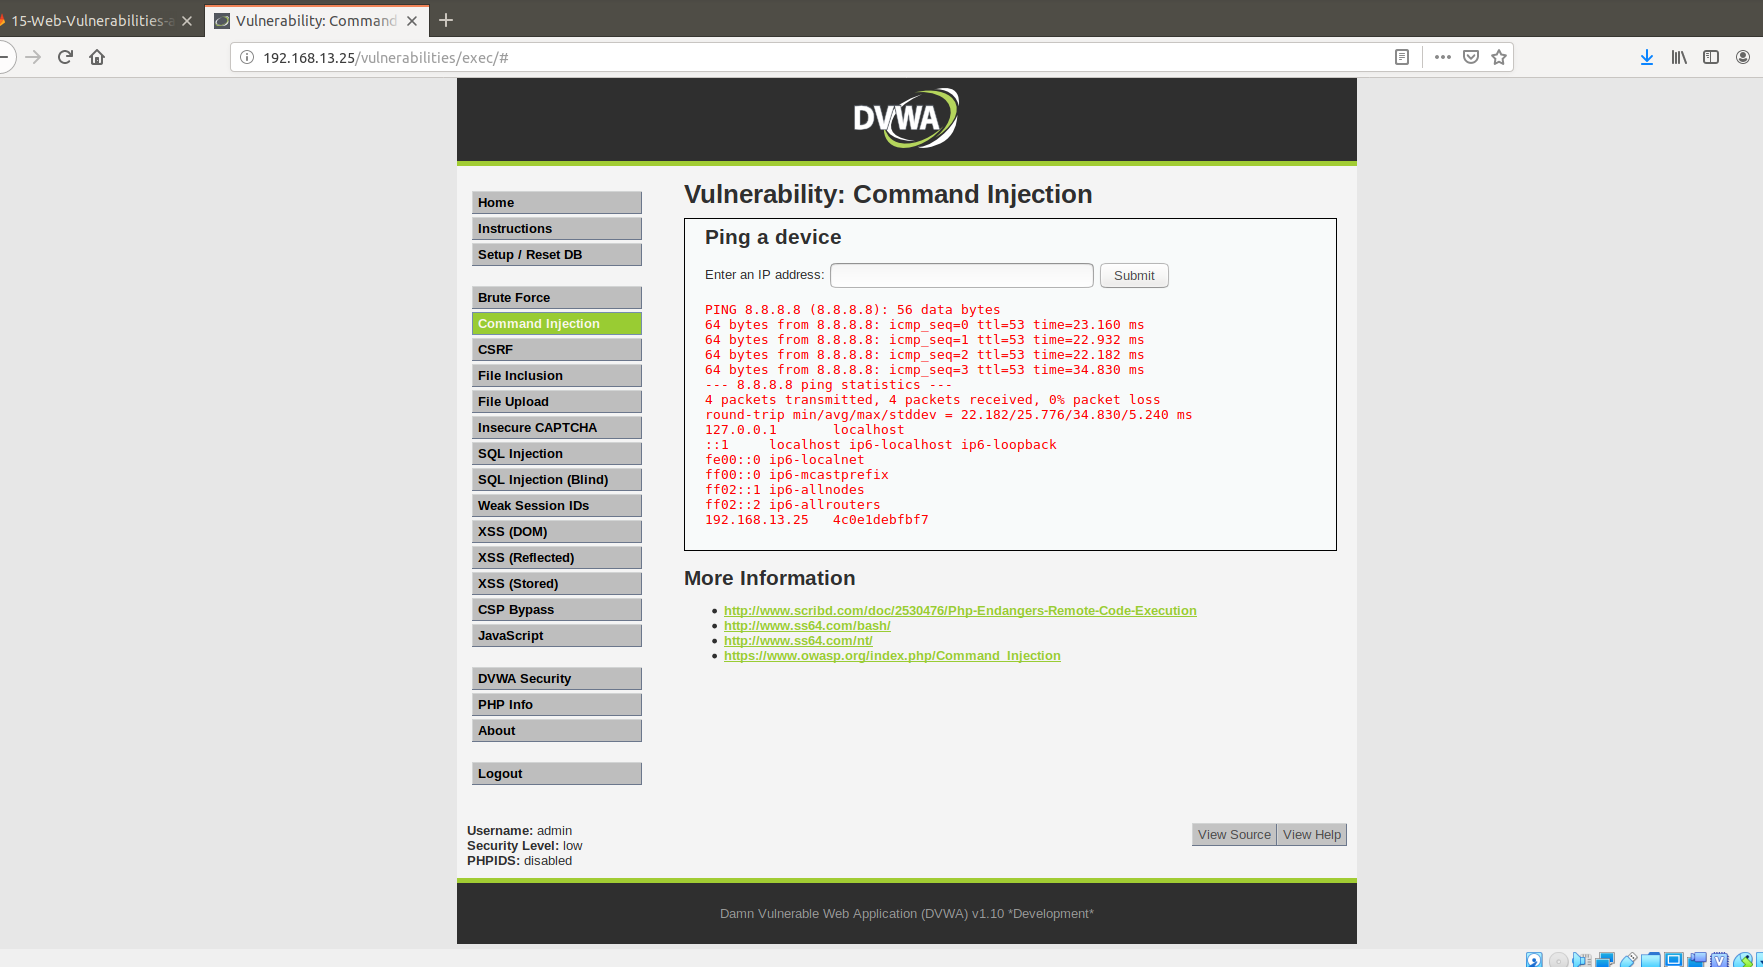 15-Web-Vulnerabilities-a
Vulnerability: Command
192.168.13.25/vulnerabilities/exec/#
DVWA
Home
Instructions
Setup / Reset DB
Brute Force
Command Injection
CSRF
File Inclusion
File Upload
Insecure CAPTCHA
SQL Injection
SQL Injection (Blind)
Weak Session IDs
XSS (DOM)
XSS (Reflected)
XSS (Stored)
CSP Bypass
JavaScript
DVWA Security
PHP Info
About
Logout
Vulnerability: Command Injection
Ping a device
Enter an IP address: Submit
PING 8.8.8.8 (8.8.8.8): 56 data bytes
64 bytes from 8.8.8.8: icmp_seq=0 ttl=53 time=23.160 ms
64 bytes from 8.8.8.8: icmp_seq=1 ttl=53 time=22.932 ms
64 bytes from 8.8.8.8: icmp_seq=2 ttl=53 time=22.182 ms
64 bytes from 8.8.8.8: icmp_seq=3 ttl=53 time=34.830 ms
--- 8.8.8.8 ping statistics ---
4 packets transmitted, 4 packets received, 0% packet loss
round-trip min/avg/max/stddev = 22.182/25.776/34.830/5.240 ms
127.0.0.1 localhost
::1 localhost ip6-localhost ip6-loopback
fe00::0 ip6-localnet
ff00::0 ip6-mcastprefix
ff02::1 ip6-allnodes
ff02::2 ip6-allrouters
192.168.13.25 4c0e1debfbf7
More Information
http://www.scribd.com/doc/2530476/Php-Endangers-Remote-Code-Execution
http://www.ss64.com/bash/
http://www.ss64.com/nt/
https://www.owasp.org/index.php/Command_Injection
Username: admin
Security Level: low
PHPIDS: disabled
View Source View Help
Damn Vulnerable Web Application (DVWA) v1.10 *Development*